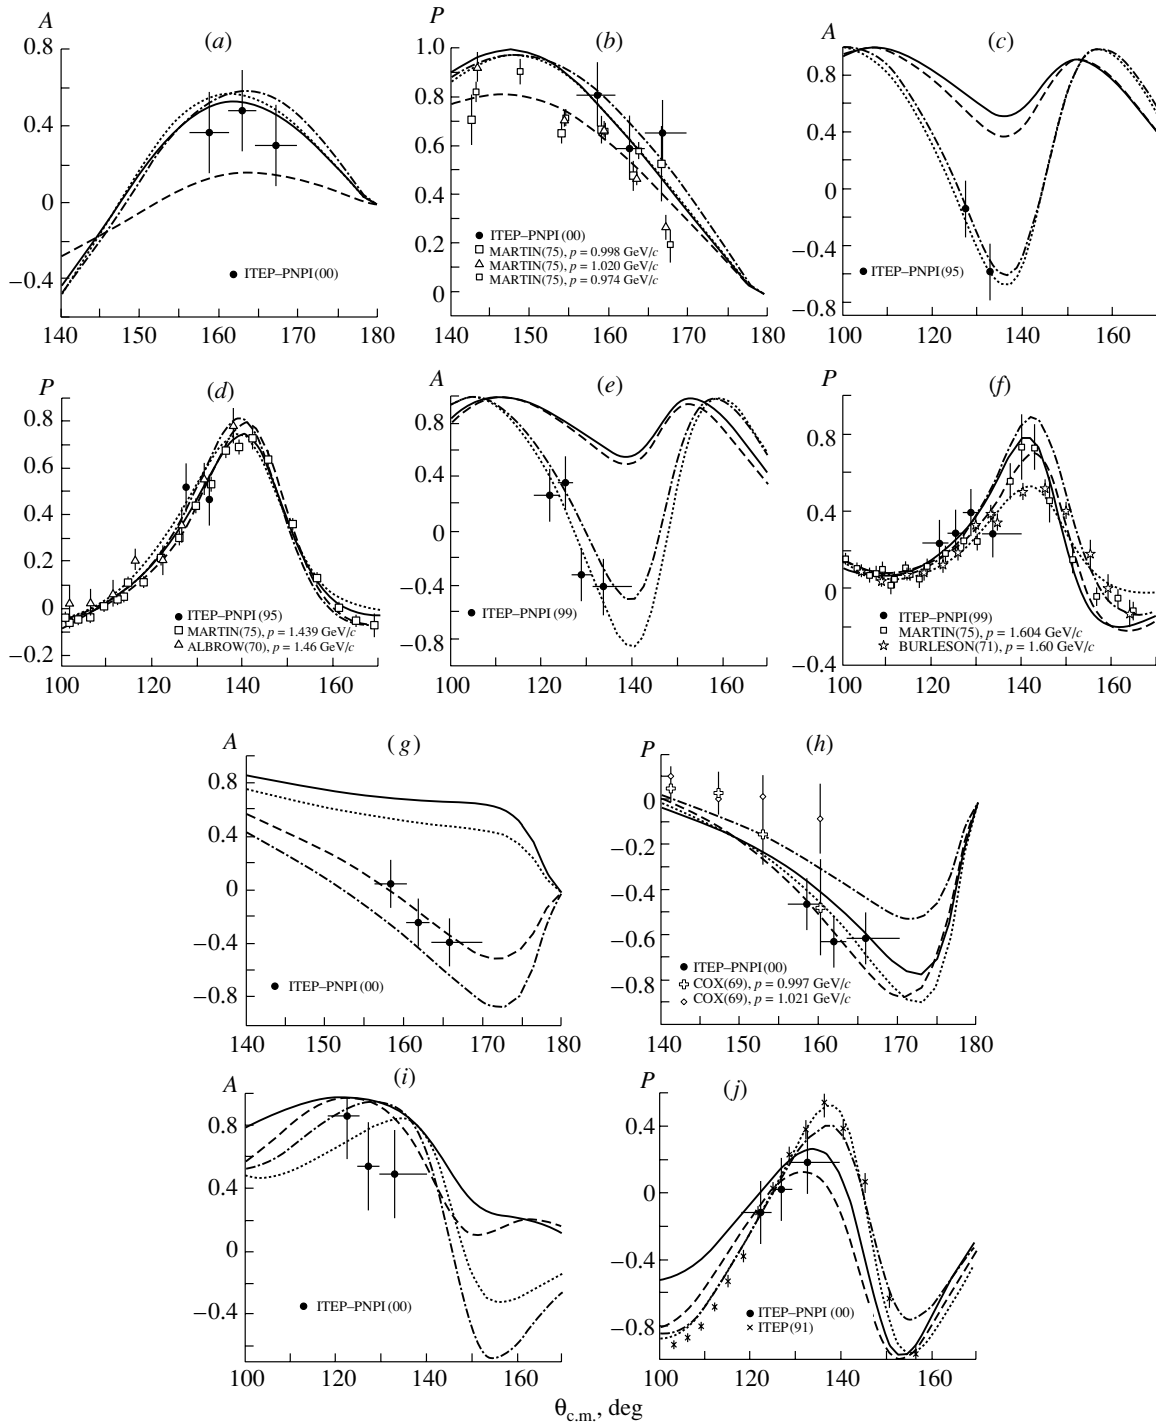 A
(a)
0.8
0.4
0
−0.4
ITEP–PNPI(00)
140 150 160 170 180
P
(b)
1.0
0.8
0.6
0.4
0.2
0
ITEP–PNPI(00)
MARTIN(75), p = 0.998 GeV/c
MARTIN(75), p = 1.020 GeV/c
MARTIN(75), p = 0.974 GeV/c
140 150 160 170 180
A
(c)
0.8
0.4
0
−0.4
−0.8
ITEP–PNPI(95)
100 120 140 160
P
(d)
0.8
0.6
0.4
0.2
0
−0.2
ITEP–PNPI(95)
MARTIN(75), p = 1.439 GeV/c
ALBROW(70), p = 1.46 GeV/c
100 120 140 160
A
(e)
0.8
0.4
0
−0.4
−0.8
ITEP–PNPI(99)
100 120 140 160
P
(f)
0.8
0.4
0
−0.4
ITEP–PNPI(99)
MARTIN(75), p = 1.604 GeV/c
BURLESON(71), p = 1.60 GeV/c
100 120 140 160
A
(g)
0.8
0.4
0
−0.4
−0.8
ITEP–PNPI(00)
140 150 160 170 180
P
(h)
0
−0.2
−0.4
−0.6
−0.8
ITEP–PNPI(00)
COX(69), p = 0.997 GeV/c
COX(69), p = 1.021 GeV/c
140 150 160 170 180
A
(i)
0.8
0.4
0
−0.4
ITEP–PNPI(00)
100 120 140 160
P
(j)
0.4
0
−0.4
−0.8
ITEP–PNPI(00)
ITEP(91)
100 120 140 160
θc.m., deg